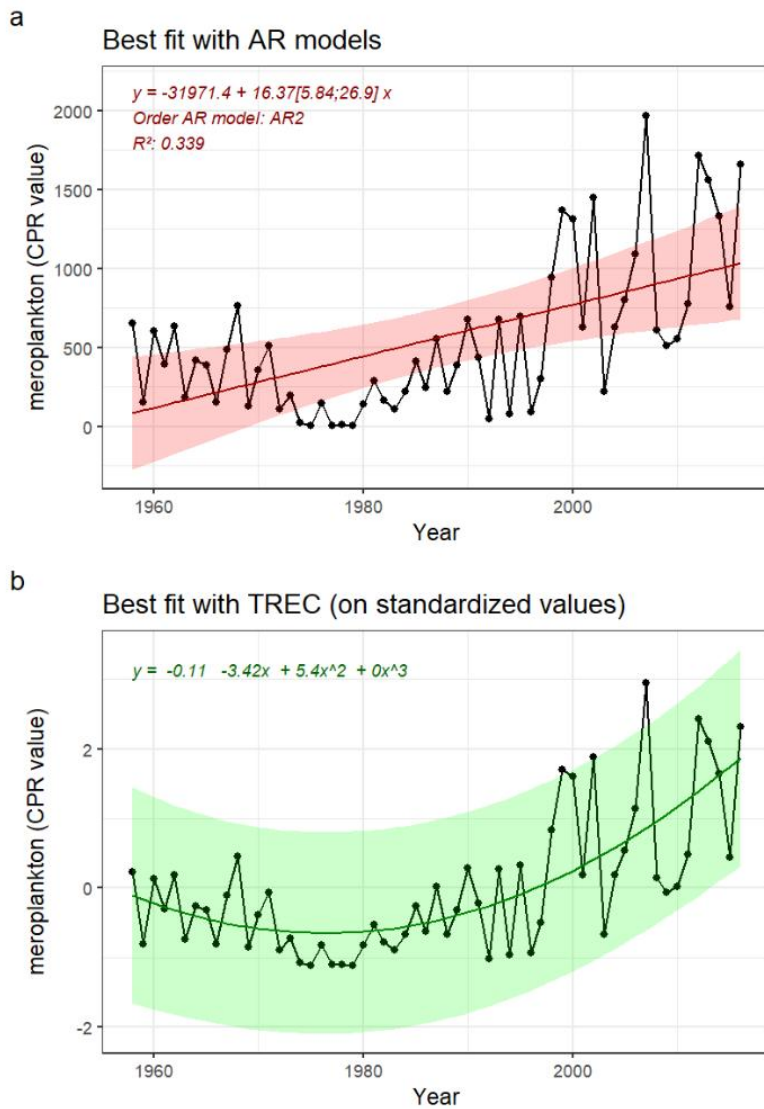 a
Best fit with AR models
y = -31971.4 + 16.37[5.84;26.9] x
Order AR model: AR2
R²: 0.339
2000
1500
1000
500
0
meroplankton (CPR value)
1960
1980
2000
Year
b
Best fit with TREC (on standardized values)
y = -0.11 -3.42x + 5.4x^2 + 0x^3
2
0
-2
meroplankton (CPR value)
1960
1980
2000
Year